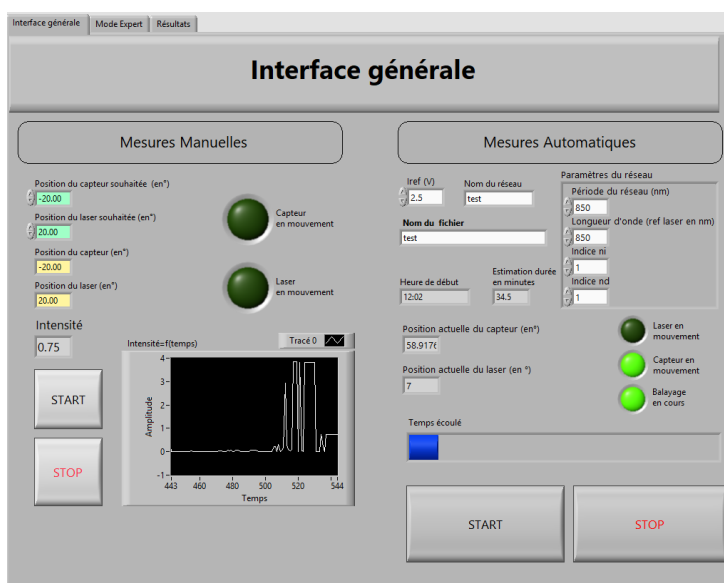 Interface générale
Mode Expert
Résultats
Interface générale
Mesures Manuelles
Position du capteur souhaitée (en°)
-20.00
Position du laser souhaitée (en°)
20.00
Position du capteur (en°)
-20.00
Position du laser (en°)
20.00
Capteur
en mouvement
Laser
en mouvement
Intensité
0.75
START
STOP
Intensité=f(temps)
Tracé 0
Amplitude
4
3
2
1
0
-1
443
460
480
500
520
544
Temps
Mesures Automatiques
Iref (V)
2.5
Nom du réseau
test
Nom du fichier
test
Heure de début
12:02
Estimation durée
en minutes
34.5
Paramètres du réseau
Période du réseau (nm)
850
Longueur d'onde (ref laser en nm)
850
Indice ni
1
Indice nd
1
Position actuelle du capteur (en°)
58.917
Position actuelle du laser (en °)
7
Laser en
mouvement
Capteur en
mouvement
Balayage
en cours
Temps écoulé
START
STOP